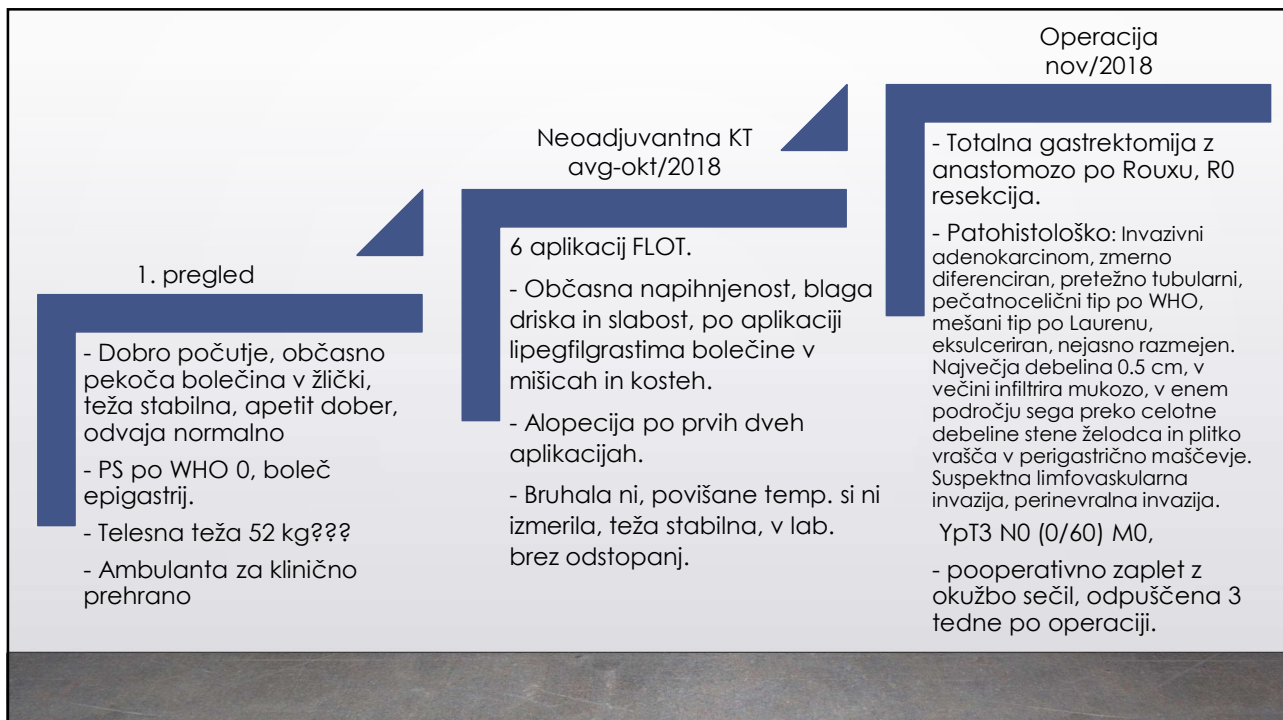 1. pregled
- Dobro počutje, občasno
pekoča bolečina v žlički,
teža stabilna, apetit dober,
odvaja normalno
- PS po WHO 0, boleč
epigastrij.
- Telesna teža 52 kg???
- Ambulanta za klinično
prehrano
Neoadjuvantna KT
avg-okt/2018
6 aplikacij FLOT.
- Občasna napihnjenost, blaga
driska in slabost, po aplikaciji
lipegfilgrastima bolečine v
mišicah in kosteh.
- Alopecija po prvih dveh
aplikacijah.
- Bruhala ni, povišane temp. si ni
izmerila, teža stabilna, v lab.
brez odstopanj.
Operacija
nov/2018
- Totalna gastrektomija z
anastomozo po Rouxu, R0
resekcija.
- Patohistološko: Invazivni
adenokarcinom, zmerno
diferenciran, pretežno tubularni,
pečatnocelični tip po WHO,
mešani tip po Laurenu,
eksulceriran, nejasno razmejen.
Največja debelina 0.5 cm, v
večini infiltrira mukozo, v enem
področju sega preko celotne
debeline stene želodca in plitko
vrašča v perigastrično maščevje.
Suspektna limfovaskularna
invazija, perinevralna invazija.
YpT3 N0 (0/60) M0,
- pooperativno zaplet z
okužbo sečil, odpuščena 3
tedne po operaciji.